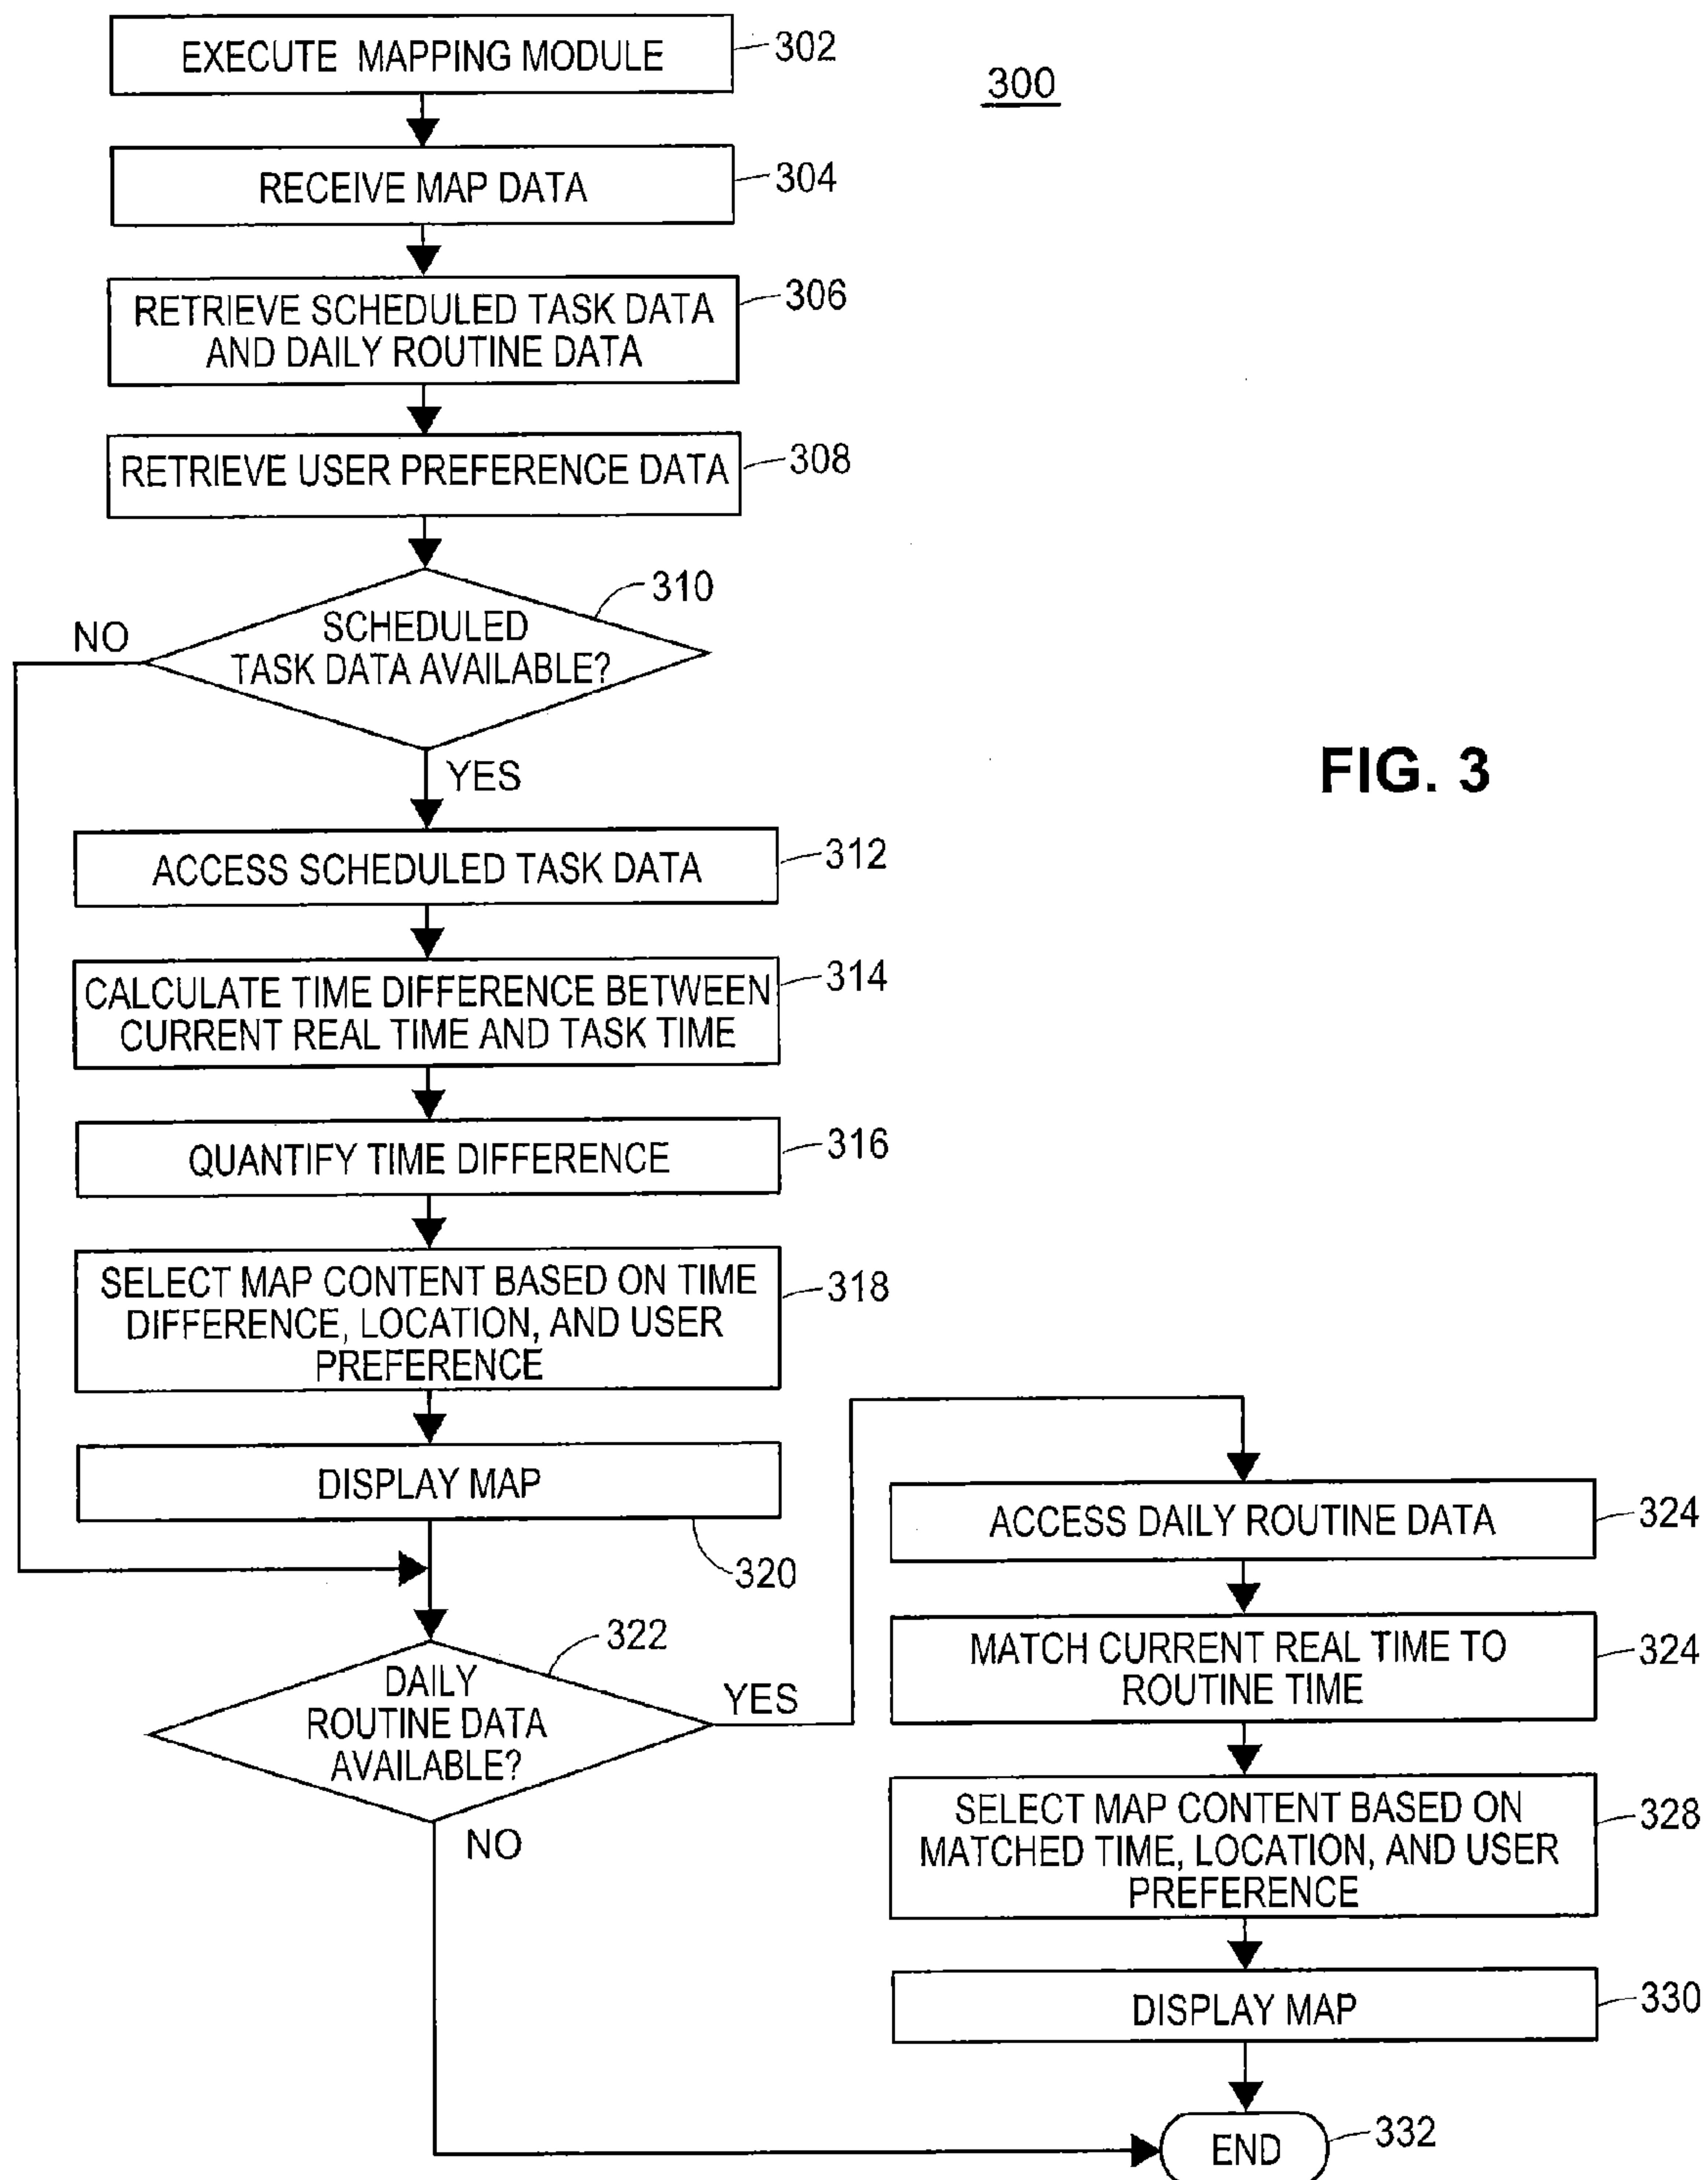 EXECUTE MAPPING MODULE
302
300
RECEIVE MAP DATA
304
RETRIEVE SCHEDULED TASK DATA
AND DAILY ROUTINE DATA
306
RETRIEVE USER PREFERENCE DATA
308
310
NO
SCHEDULED
TASK DATA AVAILABLE?
YES
FIG. 3
ACCESS SCHEDULED TASK DATA
312
CALCULATE TIME DIFFERENCE BETWEEN
CURRENT REAL TIME AND TASK TIME
314
QUANTIFY TIME DIFFERENCE
316
SELECT MAP CONTENT BASED ON TIME
DIFFERENCE, LOCATION, AND USER
PREFERENCE
318
DISPLAY MAP
320
322
DAILY
ROUTINE DATA
AVAILABLE?
YES
NO
ACCESS DAILY ROUTINE DATA
324
MATCH CURRENT REAL TIME TO
ROUTINE TIME
324
SELECT MAP CONTENT BASED ON
MATCHED TIME, LOCATION, AND USER
PREFERENCE
328
DISPLAY MAP
330
END
332